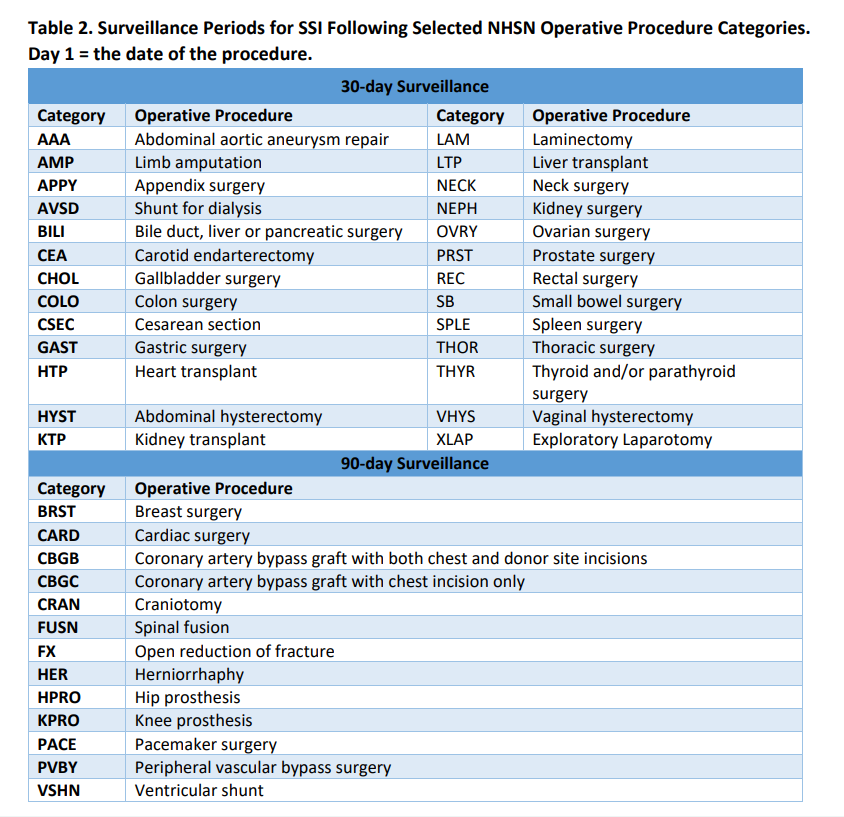 Table 2. Surveillance Periods for SSI Following Selected NHSN Operative Procedure Categories.
Day 1 = the date of the procedure.
30-day Surveillance
Category Operative Procedure Category Operative Procedure
AAA Abdominal aortic aneurysm repair LAM Laminectomy
AMP Limb amputation LTP Liver transplant
APPY Appendix surgery NECK Neck surgery
AVSD Shunt for dialysis NEPH Kidney surgery
BILI Bile duct, liver or pancreatic surgery OVRY Ovarian surgery
CEA Carotid endarterectomy PRST Prostate surgery
CHOL Gallbladder surgery REC Rectal surgery
COLO Colon surgery SB Small bowel surgery
CSEC Cesarean section SPLE Spleen surgery
GAST Gastric surgery THOR Thoracic surgery
HTP Heart transplant THYR Thyroid and/or parathyroid
surgery
HYST Abdominal hysterectomy VHYS Vaginal hysterectomy
KTP Kidney transplant XLAP Exploratory Laparotomy
90-day Surveillance
Category Operative Procedure
BRST Breast surgery
CARD Cardiac surgery
CBGB Coronary artery bypass graft with both chest and donor site incisions
CBGC Coronary artery bypass graft with chest incision only
CRAN Craniotomy
FUSN Spinal fusion
FX Open reduction of fracture
HER Herniorrhaphy
HPRO Hip prosthesis
KPRO Knee prosthesis
PACE Pacemaker surgery
PVBY Peripheral vascular bypass surgery
VSHN Ventricular shunt